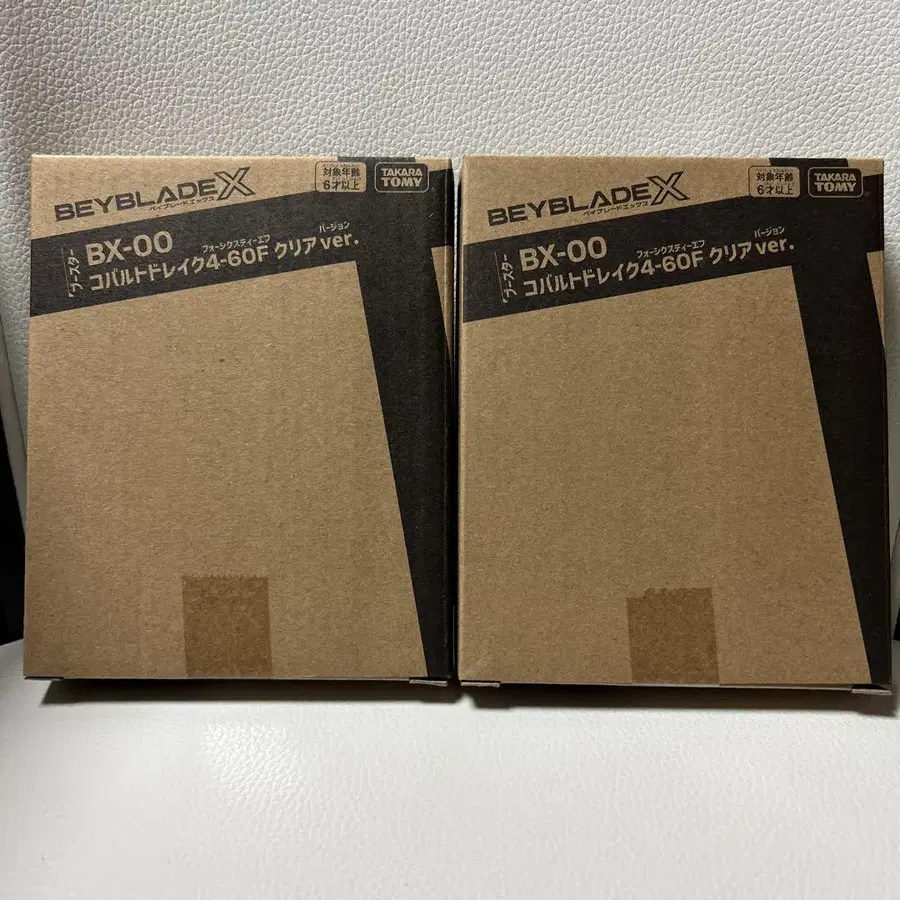 BEYBLADE X
ベイブレードエックス
対象年齢
6才以上
TAKARA
TOMY
ブースター
BX-00
フォーシクスティーエフ
バージョン
コバルトドレイク4-60F クリアver.
BEYBLADE X
ベイブレードエックス
対象年齢
6才以上
TAKARA
TOMY
ブースター
BX-00
フォーシクスティーエフ
バージョン
コバルトドレイク4-60F クリアver.